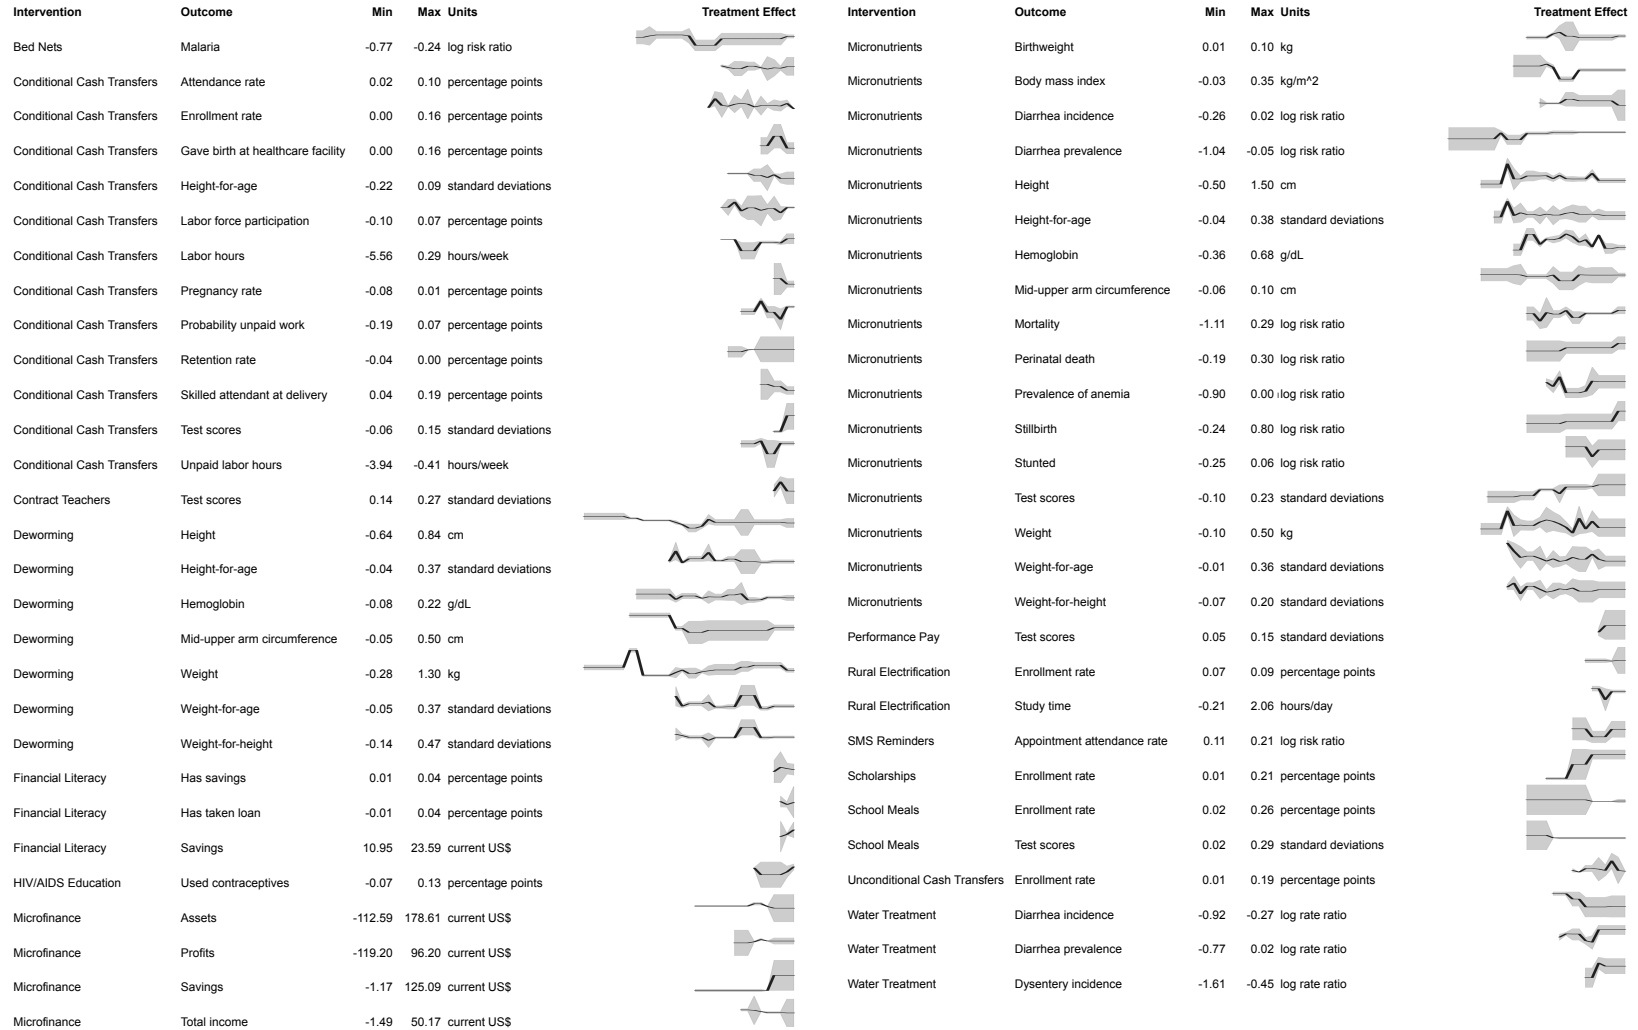 Intervention Outcome Min Max Units Treatment Effect
Bed Nets Malaria -0.77 -0.24 log risk ratio
Conditional Cash Transfers Attendance rate 0.02 0.10 percentage points
Conditional Cash Transfers Enrollment rate 0.00 0.16 percentage points
Conditional Cash Transfers Gave birth at healthcare facility 0.00 0.16 percentage points
Conditional Cash Transfers Height-for-age -0.22 0.09 standard deviations
Conditional Cash Transfers Labor force participation -0.10 0.07 percentage points
Conditional Cash Transfers Labor hours -5.56 0.29 hours/week
Conditional Cash Transfers Pregnancy rate -0.08 0.01 percentage points
Conditional Cash Transfers Probability unpaid work -0.19 0.07 percentage points
Conditional Cash Transfers Retention rate -0.04 0.00 percentage points
Conditional Cash Transfers Skilled attendant at delivery 0.04 0.19 percentage points
Conditional Cash Transfers Test scores -0.06 0.15 standard deviations
Conditional Cash Transfers Unpaid labor hours -3.94 -0.41 hours/week
Contract Teachers Test scores 0.14 0.27 standard deviations
Deworming Height -0.64 0.84 cm
Deworming Height-for-age -0.04 0.37 standard deviations
Deworming Hemoglobin -0.08 0.22 g/dL
Deworming Mid-upper arm circumference -0.05 0.50 cm
Deworming Weight -0.28 1.30 kg
Deworming Weight-for-age -0.05 0.37 standard deviations
Deworming Weight-for-height -0.14 0.47 standard deviations
Financial Literacy Has savings 0.01 0.04 percentage points
Financial Literacy Has taken loan -0.01 0.04 percentage points
Financial Literacy Savings 10.95 23.59 current US$
HIV/AIDS Education Used contraceptives -0.07 0.13 percentage points
Microfinance Assets -112.59 178.61 current US$
Microfinance Profits -119.20 96.20 current US$
Microfinance Savings -1.17 125.09 current US$
Microfinance Total income -1.49 50.17 current US$
Intervention Outcome Min Max Units Treatment Effect
Micronutrients Birthweight 0.01 0.10 kg
Micronutrients Body mass index -0.03 0.35 kg/m^2
Micronutrients Diarrhea incidence -0.26 0.02 log risk ratio
Micronutrients Diarrhea prevalence -1.04 -0.05 log risk ratio
Micronutrients Height -0.50 1.50 cm
Micronutrients Height-for-age -0.04 0.38 standard deviations
Micronutrients Hemoglobin -0.36 0.68 g/dL
Micronutrients Mid-upper arm circumference -0.06 0.10 cm
Micronutrients Mortality -1.11 0.29 log risk ratio
Micronutrients Perinatal death -0.19 0.30 log risk ratio
Micronutrients Prevalence of anemia -0.90 0.00 log risk ratio
Micronutrients Stillbirth -0.24 0.80 log risk ratio
Micronutrients Stunted -0.25 0.06 log risk ratio
Micronutrients Test scores -0.10 0.23 standard deviations
Micronutrients Weight -0.10 0.50 kg
Micronutrients Weight-for-age -0.01 0.36 standard deviations
Micronutrients Weight-for-height -0.07 0.20 standard deviations
Performance Pay Test scores 0.05 0.15 standard deviations
Rural Electrification Enrollment rate 0.07 0.09 percentage points
Rural Electrification Study time -0.21 2.06 hours/day
SMS Reminders Appointment attendance rate 0.11 0.21 log risk ratio
Scholarships Enrollment rate 0.01 0.21 percentage points
School Meals Enrollment rate 0.02 0.26 percentage points
School Meals Test scores 0.02 0.29 standard deviations
Unconditional Cash Transfers Enrollment rate 0.01 0.19 percentage points
Water Treatment Diarrhea incidence -0.92 -0.27 log rate ratio
Water Treatment Diarrhea prevalence -0.77 0.02 log rate ratio
Water Treatment Dysentery incidence -1.61 -0.45 log rate ratio